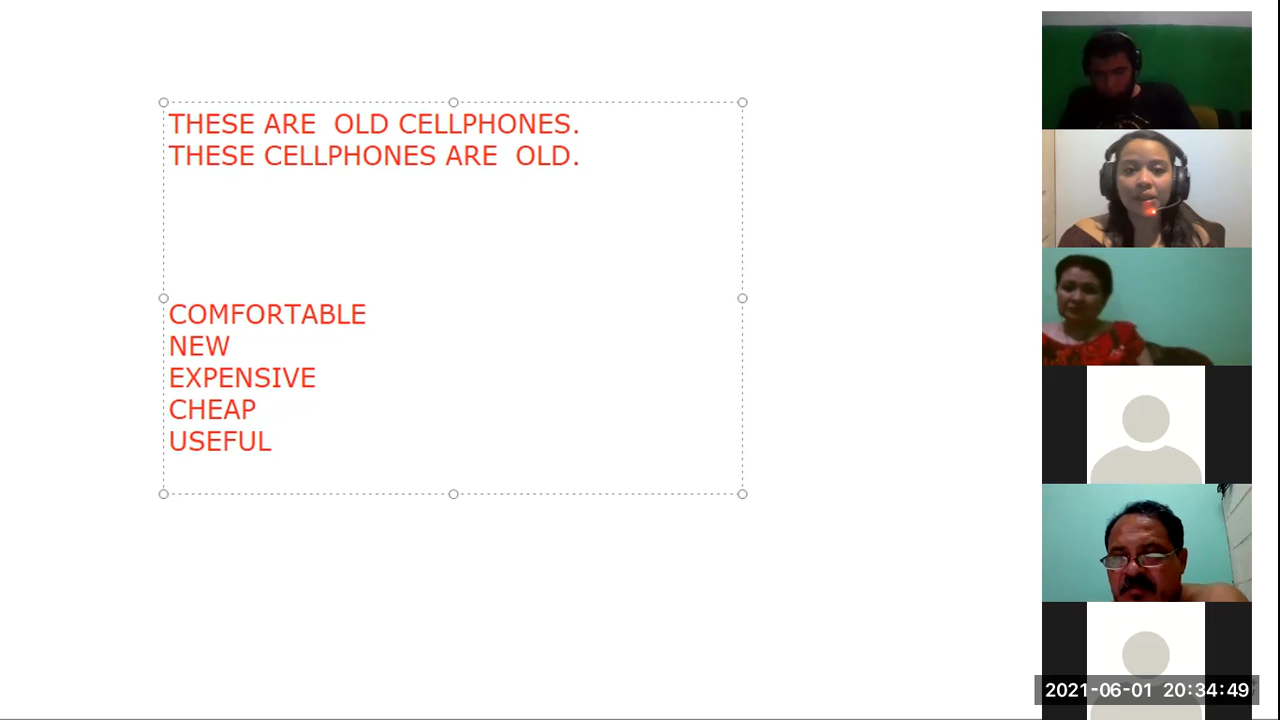 THESE ARE  OLD CELLPHONES.
THESE CELLPHONES ARE  OLD.
COMFORTABLE
NEW
EXPENSIVE
CHEAP
USEFUL
2021-06-01 20:34:49